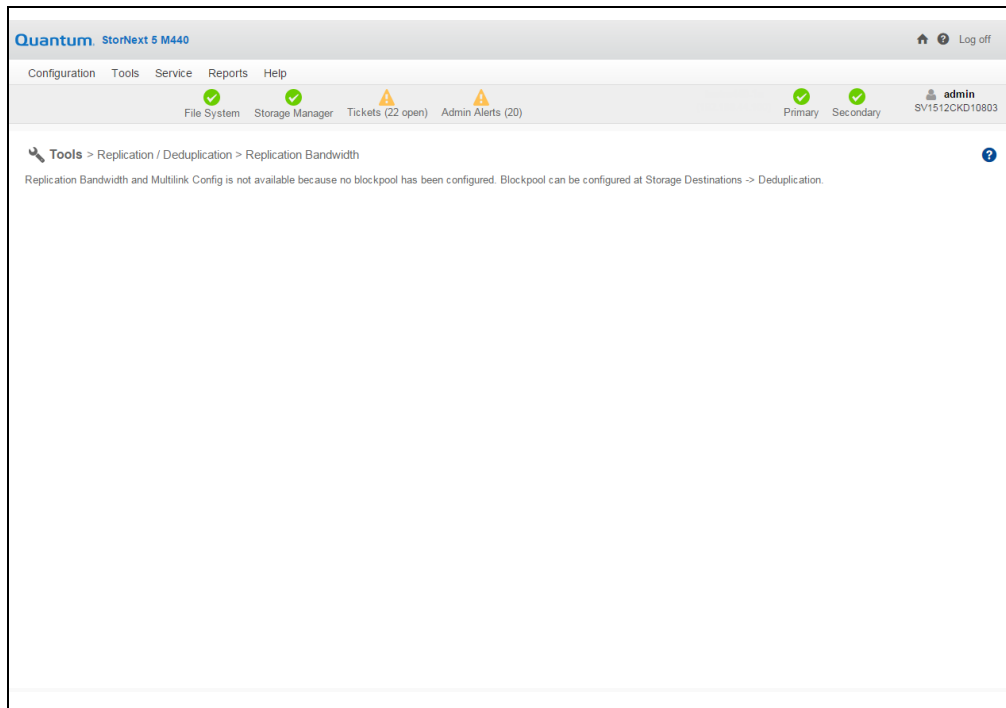 Quantum. StorNext 5 M440
Log off
Configuration Tools Service Reports Help
File System Storage Manager Tickets (22 open) Admin Alerts (20) Primary Secondary
admin
SV1512CKD10803
Tools > Replication / Deduplication > Replication Bandwidth
Replication Bandwidth and Multilink Config is not available because no blockpool has been configured. Blockpool can be configured at Storage Destinations -> Deduplication.